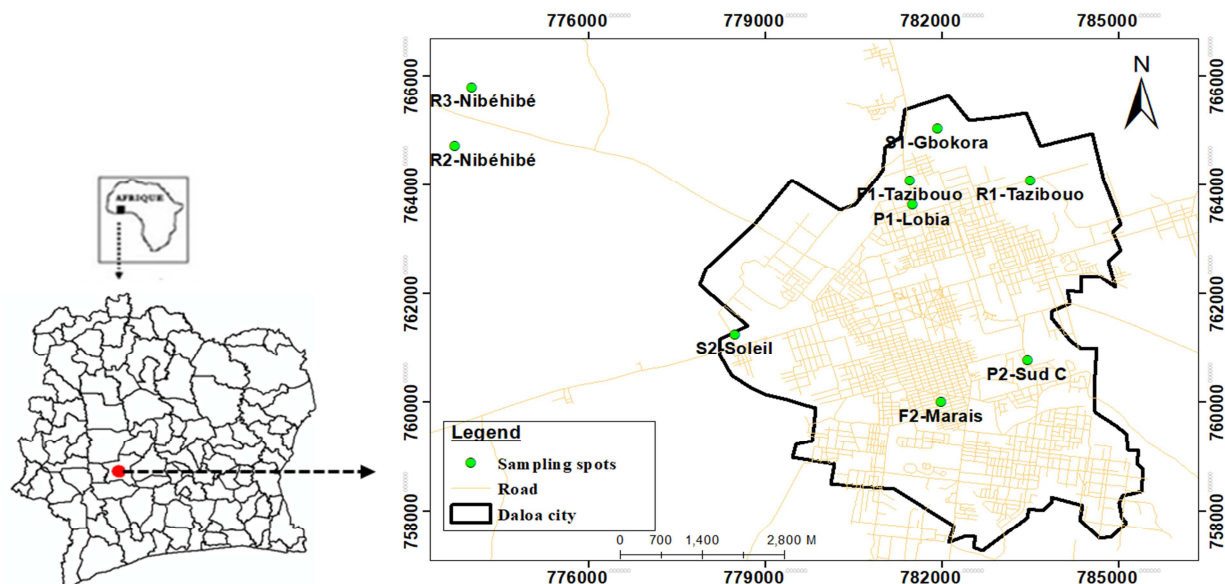 AFRIQUE
776000 779000 782000 785000
766000
764000
762000
760000
758000
N
R3-Nibéhibé
R2-Nibéhibé
S1-Gbokora
F1-Tazibouo
R1-Tazibouo
P1-Lobia
S2-Soleil
P2-Sud C
F2-Marais
Legend
Sampling spots
Road
Daloa city
0 700 1,400 2,800 M
766000
764000
762000
760000
758000
776000 779000 782000 785000